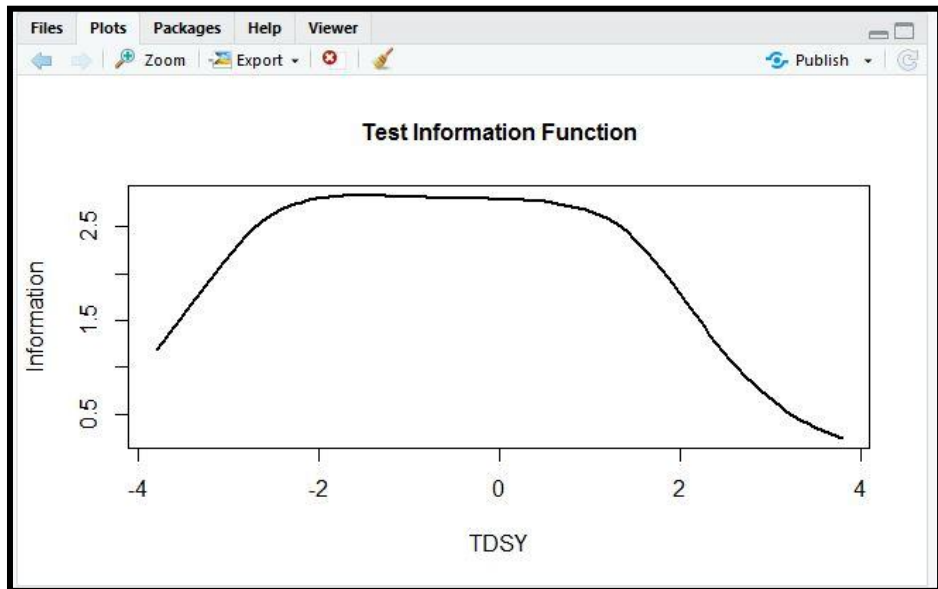 Files Plots Packages Help Viewer
Zoom Export Publish
Test Information Function
Information
2.5
1.5
0.5
-4 -2 0 2 4
TDSY